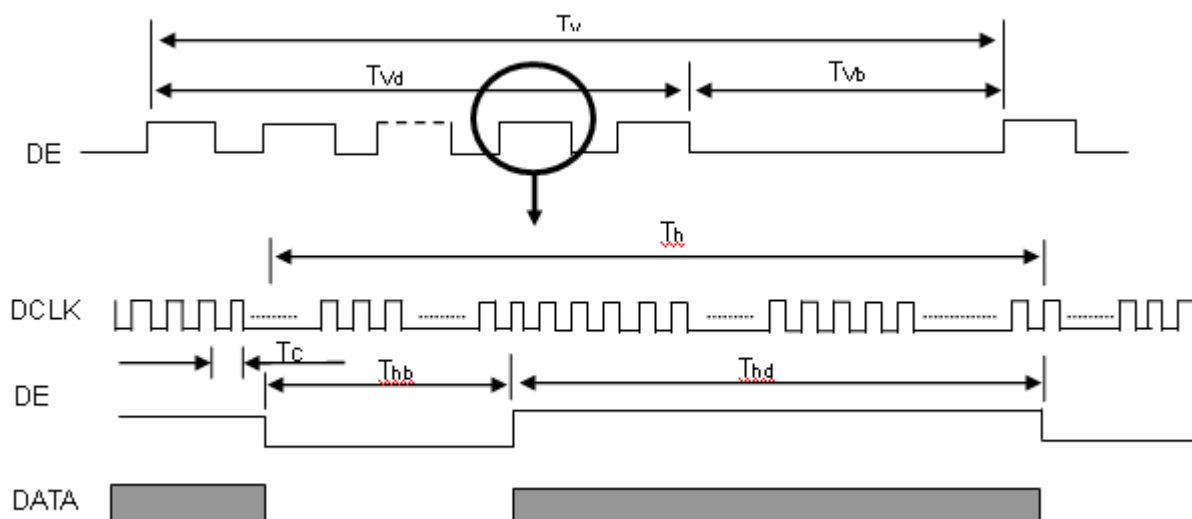 Tv
Tvd Tvb
DE
Th
DCLK
Tc
Thb Thd
DE
DATA